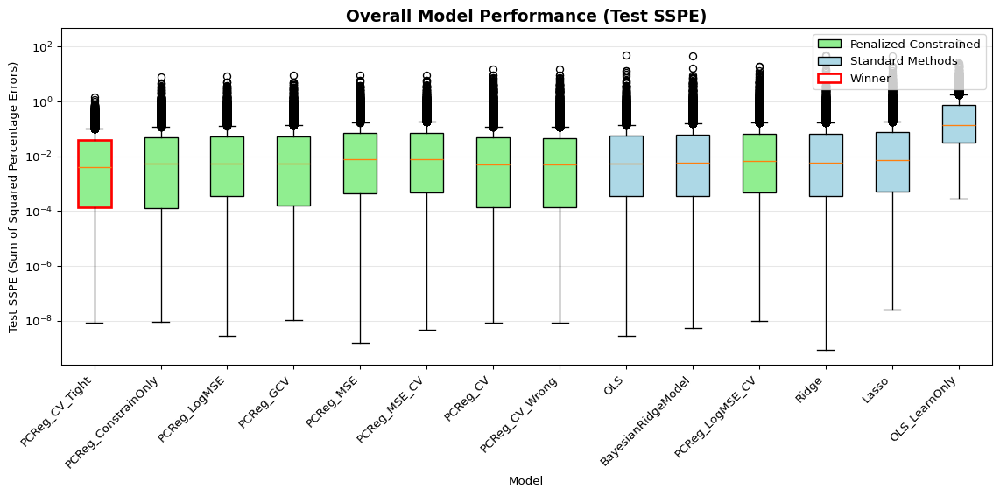 Overall Model Performance (Test SSPE)
Test SSPE (Sum of Squared Percentage Errors)
10^2
10^0
10^-2
10^-4
10^-6
10^-8
Penalized-Constrained
Standard Methods
Winner
PCReg_CV_Tight
PCReg_ConstrainOnly
PCReg_LogMSE
PCReg_GCV
PCReg_MSE
PCReg_MSE_CV
PCReg_CV
PCReg_CV_Wrong
OLS
BayesianRidgeModel
PCReg_LogMSE_CV
Ridge
Lasso
OLS_LearnOnly
Model